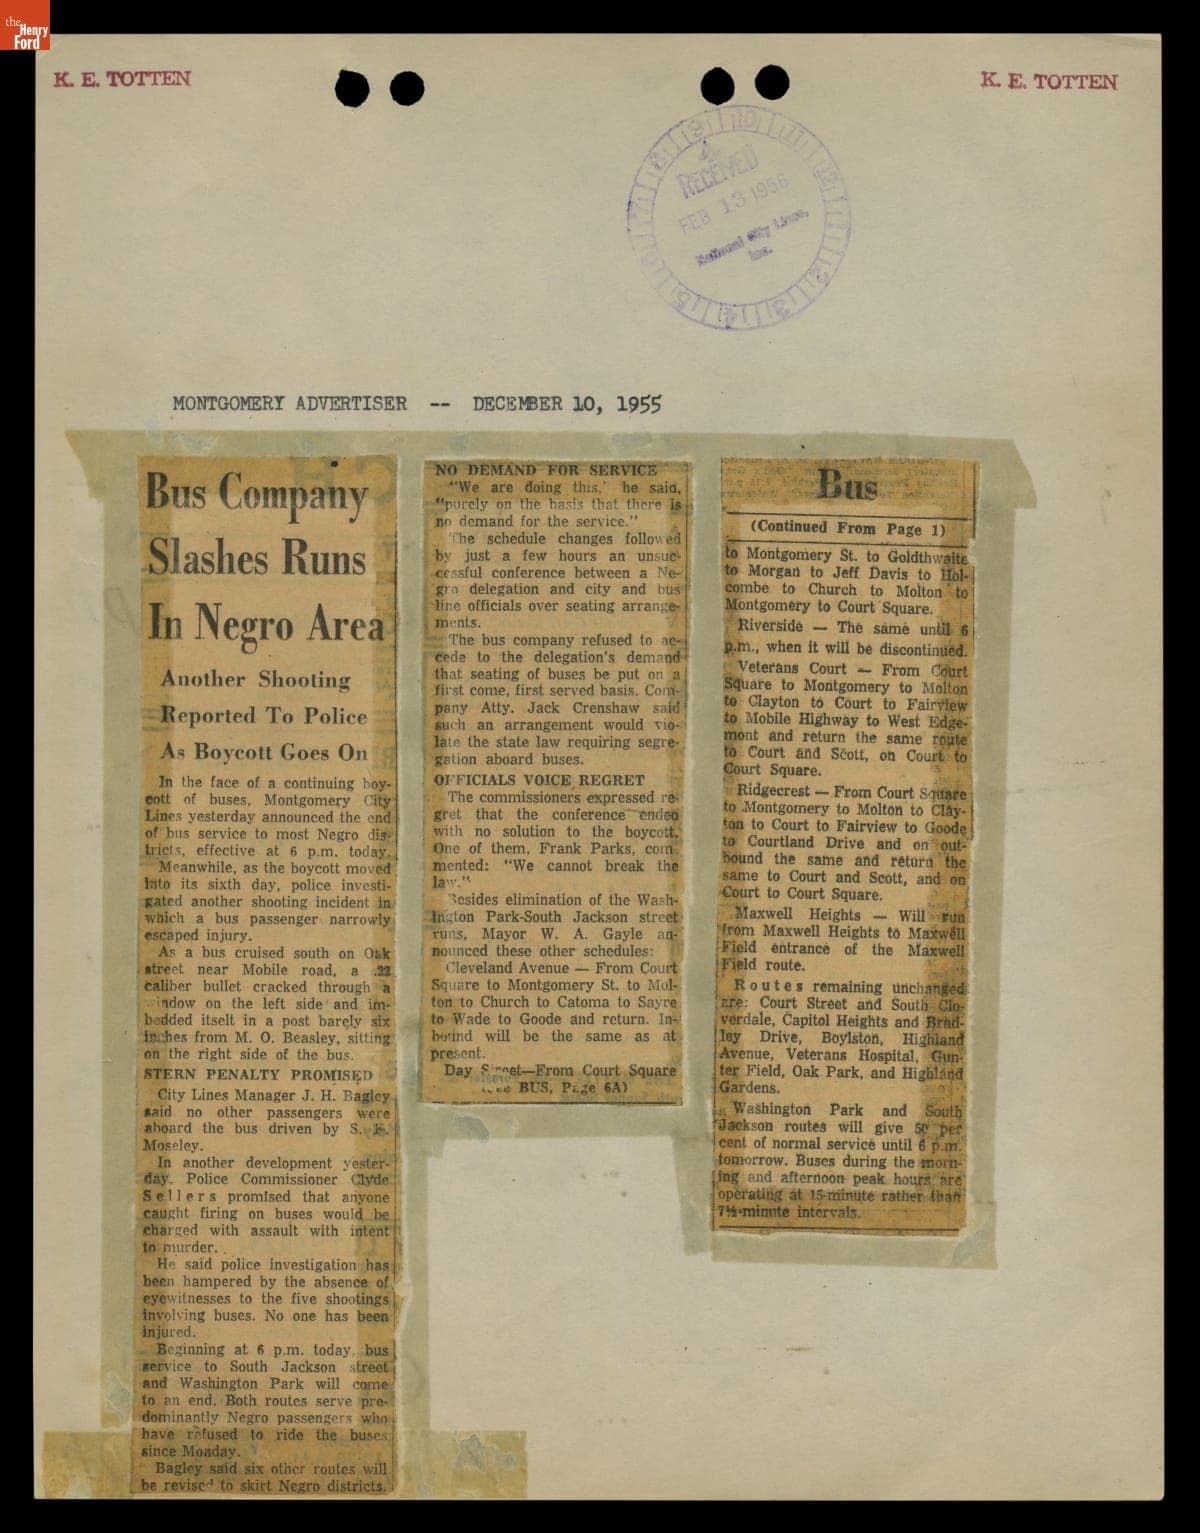 the
Henry
Ford
K. E. TOTTEN
K. E. TOTTEN
RECEIVED
FEB 13 1956
National City Lines,
Inc.
MONTGOMERY ADVERTISER -- DECEMBER 10, 1955
Bus Company
Slashes Runs
In Negro Area
Another Shooting
Reported To Police
As Boycott Goes On
In the face of a continuing boy-
cott of buses, Montgomery City
Lines yesterday announced the end
of bus service to most Negro dis-
tricts, effective at 6 p.m. today.
Meanwhile, as the boycott moved
into its sixth day, police investi-
gated another shooting incident in
which a bus passenger narrowly
escaped injury.
As a bus cruised south on Oak
street near Mobile road, a .22
caliber bullet cracked through a
window on the left side and im-
bedded itself in a post barely six
inches from M. O. Beasley, sitting
on the right side of the bus.
STERN PENALTY PROMISED
City Lines Manager J. H. Bagley
said no other passengers were
aboard the bus driven by S. E.
Moseley.
In another development yester-
day, Police Commissioner Clyde
Sellers promised that anyone
caught firing on buses would be
charged with assault with intent
to murder.
He said police investigation has
been hampered by the absence of
eyewitnesses to the five shootings
involving buses. No one has been
injured.
Beginning at 6 p.m. today, bus
service to South Jackson street
and Washington Park will come
to an end. Both routes serve pre-
dominantly Negro passengers who
have refused to ride the buses
since Monday.
Bagley said six other routes will
be revised to skirt Negro districts.
NO DEMAND FOR SERVICE
"We are doing this," he said,
"purely on the basis that there is
no demand for the service."
The schedule changes followed
by just a few hours an unsuc-
cessful conference between a Ne-
gro delegation and city and bus
line officials over seating arrange-
ments.
The bus company refused to ac-
cede to the delegation's demand
that seating of buses be put on a
first come, first served basis. Com-
pany Atty. Jack Crenshaw said
such an arrangement would vio-
late the state law requiring segre-
gation aboard buses.
OFFICIALS VOICE REGRET
The commissioners expressed re-
gret that the conference ended
with no solution to the boycott.
One of them, Frank Parks, com-
mented: "We cannot break the
law."
Besides elimination of the Wash-
ington Park-South Jackson street
runs, Mayor W. A. Gayle an-
nounced these other schedules:
Cleveland Avenue — From Court
Square to Montgomery St. to Mol-
ton to Church to Catoma to Sayre
to Wade to Goode and return. In-
bound will be the same as at
present.
Day Street—From Court Square
(See BUS, Page 6A)
Bus
(Continued From Page 1)
to Montgomery St. to Goldthwaite
to Morgan to Jeff Davis to Hol-
combe to Church to Molton to
Montgomery to Court Square.
Riverside — The same until 6
p.m., when it will be discontinued.
Veterans Court — From Court
Square to Montgomery to Molton
to Clayton to Court to Fairview
to Mobile Highway to West Edge-
mont and return the same route
to Court and Scott, on Court to
Court Square.
Ridgecrest — From Court Square
to Montgomery to Molton to Clay-
ton to Court to Fairview to Goode
to Courtland Drive and on out-
bound the same and return the
same to Court and Scott, and on
Court to Court Square.
Maxwell Heights — Will run
from Maxwell Heights to Maxwell
Field entrance of the Maxwell
Field route.
Routes remaining unchanged
are: Court Street and South Clo-
verdale, Capitol Heights and Brad-
ley Drive, Boylston, Highland
Avenue, Veterans Hospital, Gun-
ter Field, Oak Park, and Highland
Gardens.
Washington Park and South
Jackson routes will give 50 per
cent of normal service until 6 p.m.
tomorrow. Buses during the morn-
ing and afternoon peak hours are
operating at 15-minute rather than
7½-minute intervals.